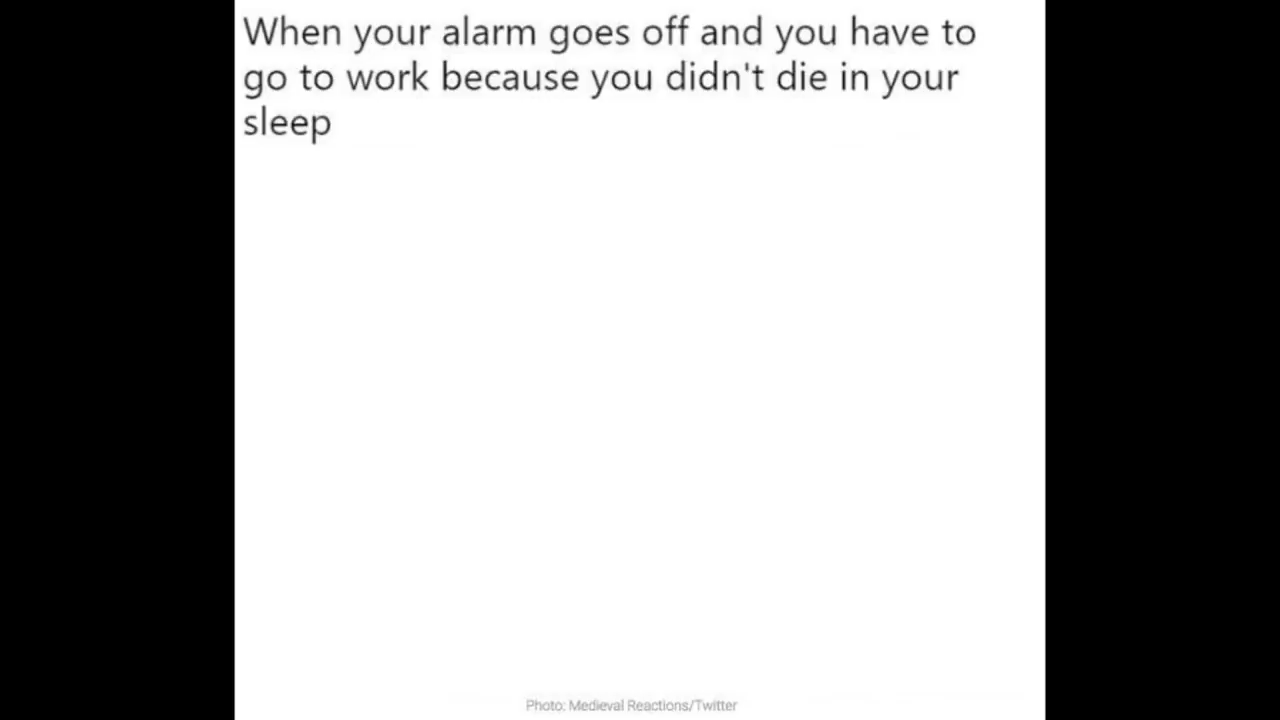 When your alarm goes off and you have to
go to work because you didn't die in your
sleep
Photo: Medieval Reactions/Twitter